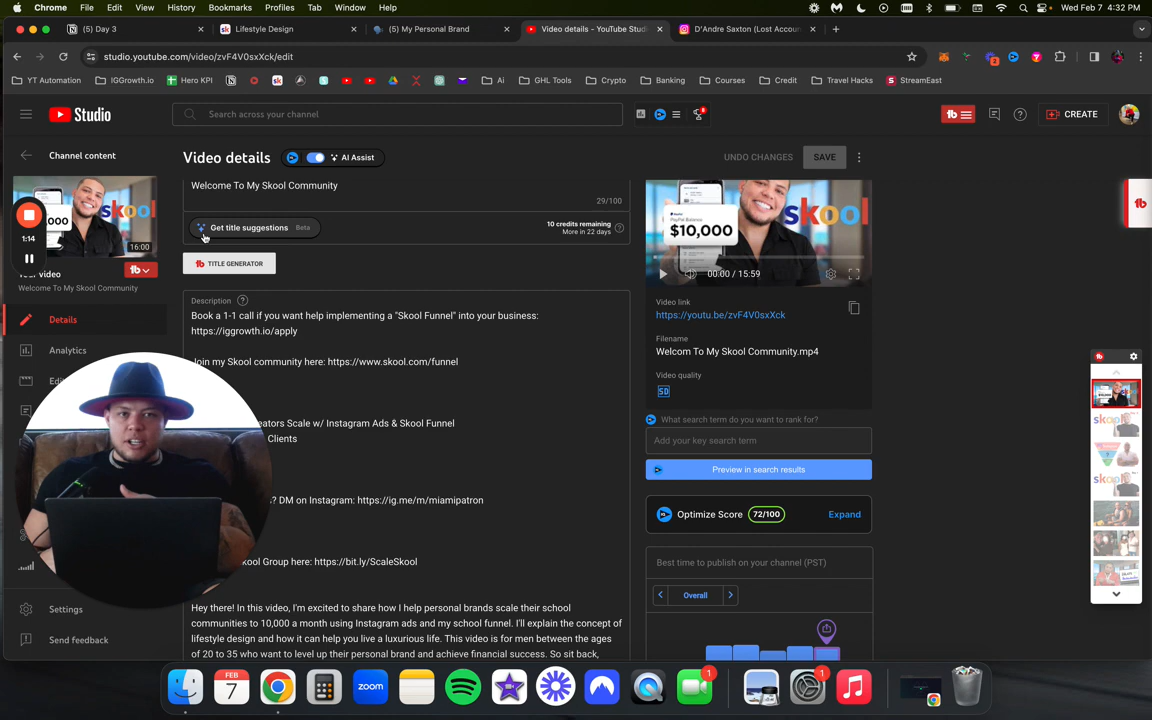 Chrome File Edit View History Bookmarks Profiles Tab Window Help
Wed Feb 7 4:32 PM
(5) Day 3
Lifestyle Design
(5) My Personal Brand
Video details - YouTube Studi
D'Andre Saxton (Lost Accoun
studio.youtube.com/video/zvF4V0sxXck/edit
YT Automation
IGGrowth.io
Hero KPI
Ai
GHL Tools
Crypto
Banking
Courses
Credit
Travel Hacks
StreamEast
Studio
Search across your channel
CREATE
Channel content
Video details
AI Assist
UNDO CHANGES
SAVE
Welcome To My Skool Community
29/100
Get title suggestions Beta
10 credits remaining
More in 22 days
TITLE GENERATOR
,000
skool
16:00
1:14
Your video
Welcome To My Skool Community
Details
Analytics
Edi
Settings
Send feedback
Description
Book a 1-1 call if you want help implementing a "Skool Funnel" into your business:
https://iggrowth.io/apply
Join my Skool community here: https://www.skool.com/funnel
eators Scale w/ Instagram Ads & Skool Funnel
Clients
? DM on Instagram: https://ig.me/m/miamipatron
kool Group here: https://bit.ly/ScaleSkool
Hey there! In this video, I'm excited to share how I help personal brands scale their school
communities to 10,000 a month using Instagram ads and my school funnel. I'll explain the concept of
lifestyle design and how it can help you live a luxurious life. This video is for men between the ages
of 20 to 35 who want to level up their personal brand and achieve financial success. So sit back,
PayPal
PayPal Balance
$10,000
skool
00:00 / 15:59
Video link
https://youtu.be/zvF4V0sxXck
Filename
Welcom To My Skool Community.mp4
Video quality
SD
What search term do you want to rank for?
Add your key search term
Preview in search results
Optimize Score 72/100 Expand
Best time to publish on your channel (PST)
Overall
tb
FEB
7
zoom
1
1